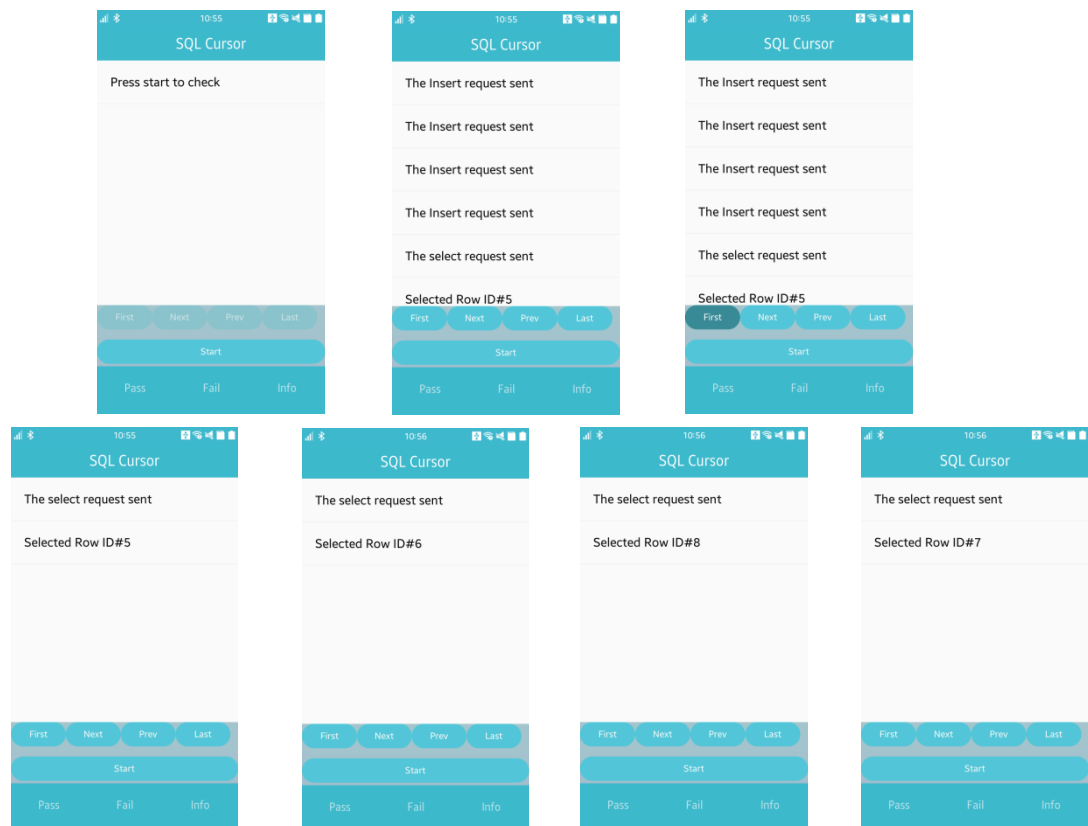 10:55
SQL Cursor
Press start to check
First Next Prev Last
Start
Pass Fail Info
10:55
SQL Cursor
The Insert request sent
The Insert request sent
The Insert request sent
The Insert request sent
The select request sent
Selected Row ID#5
First Next Prev Last
Start
Pass Fail Info
10:55
SQL Cursor
The Insert request sent
The Insert request sent
The Insert request sent
The Insert request sent
The select request sent
Selected Row ID#5
First Next Prev Last
Start
Pass Fail Info
10:55
SQL Cursor
The select request sent
Selected Row ID#5
First Next Prev Last
Start
Pass Fail Info
10:56
SQL Cursor
The select request sent
Selected Row ID#6
First Next Prev Last
Start
Pass Fail Info
10:56
SQL Cursor
The select request sent
Selected Row ID#8
First Next Prev Last
Start
Pass Fail Info
10:56
SQL Cursor
The select request sent
Selected Row ID#7
First Next Prev Last
Start
Pass Fail Info